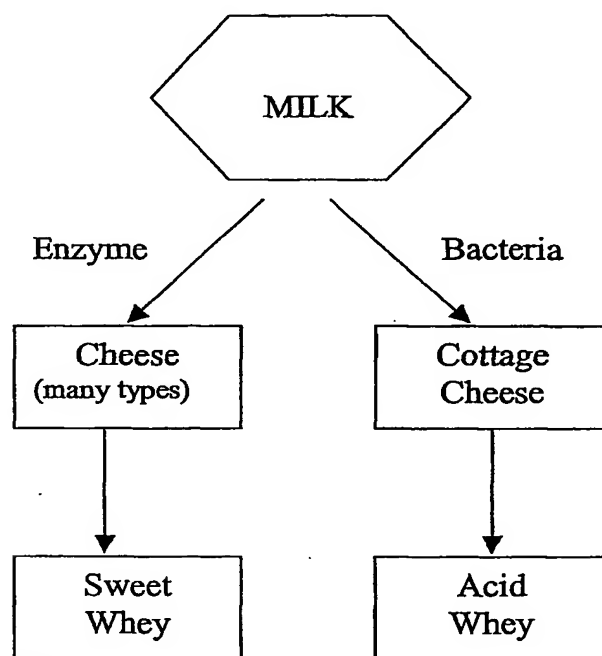 MILK
Enzyme
Bacteria
Cheese
(many types)
Cottage
Cheese
Sweet
Whey
Acid
Whey